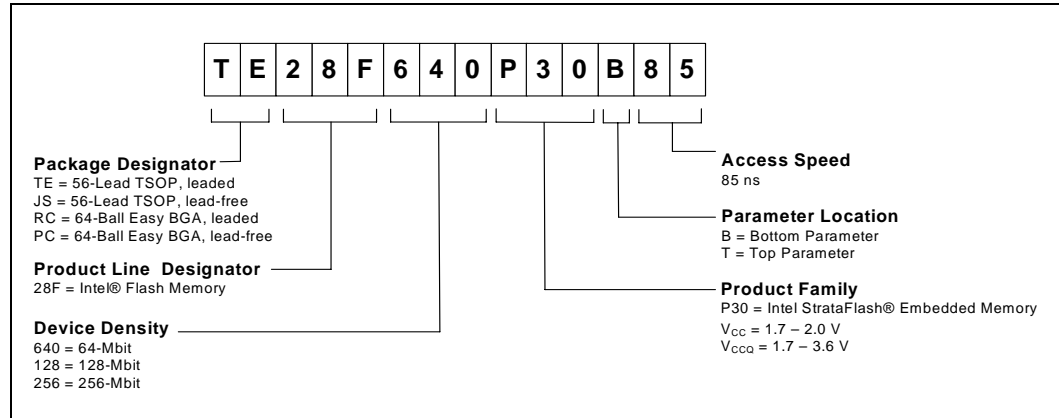 T E 2 8 F 6 4 0 P 3 0 B 8 5
Package Designator
TE = 56-Lead TSOP, leaded
JS = 56-Lead TSOP, lead-free
RC = 64-Ball Easy BGA, leaded
PC = 64-Ball Easy BGA, lead-free
Product Line Designator
28F = Intel® Flash Memory
Device Density
640 = 64-Mbit
128 = 128-Mbit
256 = 256-Mbit
Access Speed
85 ns
Parameter Location
B = Bottom Parameter
T = Top Parameter
Product Family
P30 = Intel StrataFlash® Embedded Memory
VCC = 1.7 – 2.0 V
VCCQ = 1.7 – 3.6 V